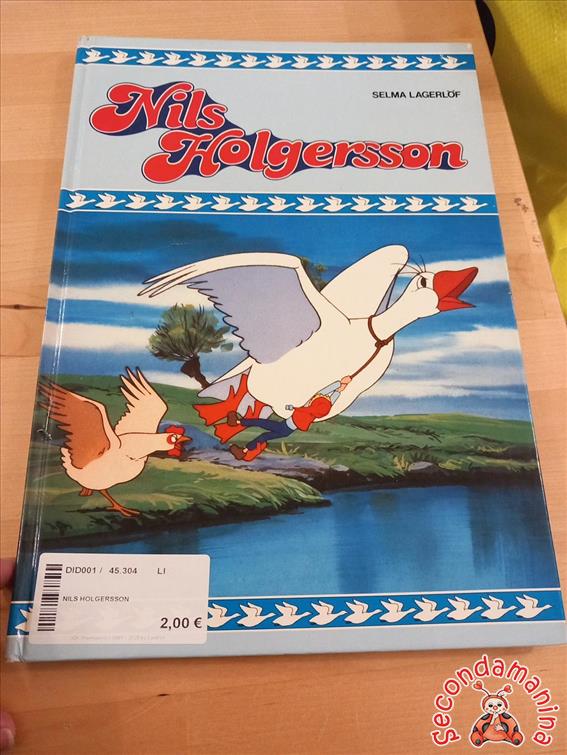 SELMA LAGERLÖF
Nils
Holgersson
DID001 / 45.304 LI
NILS HOLGERSSON
2,00 €
Secondamanina